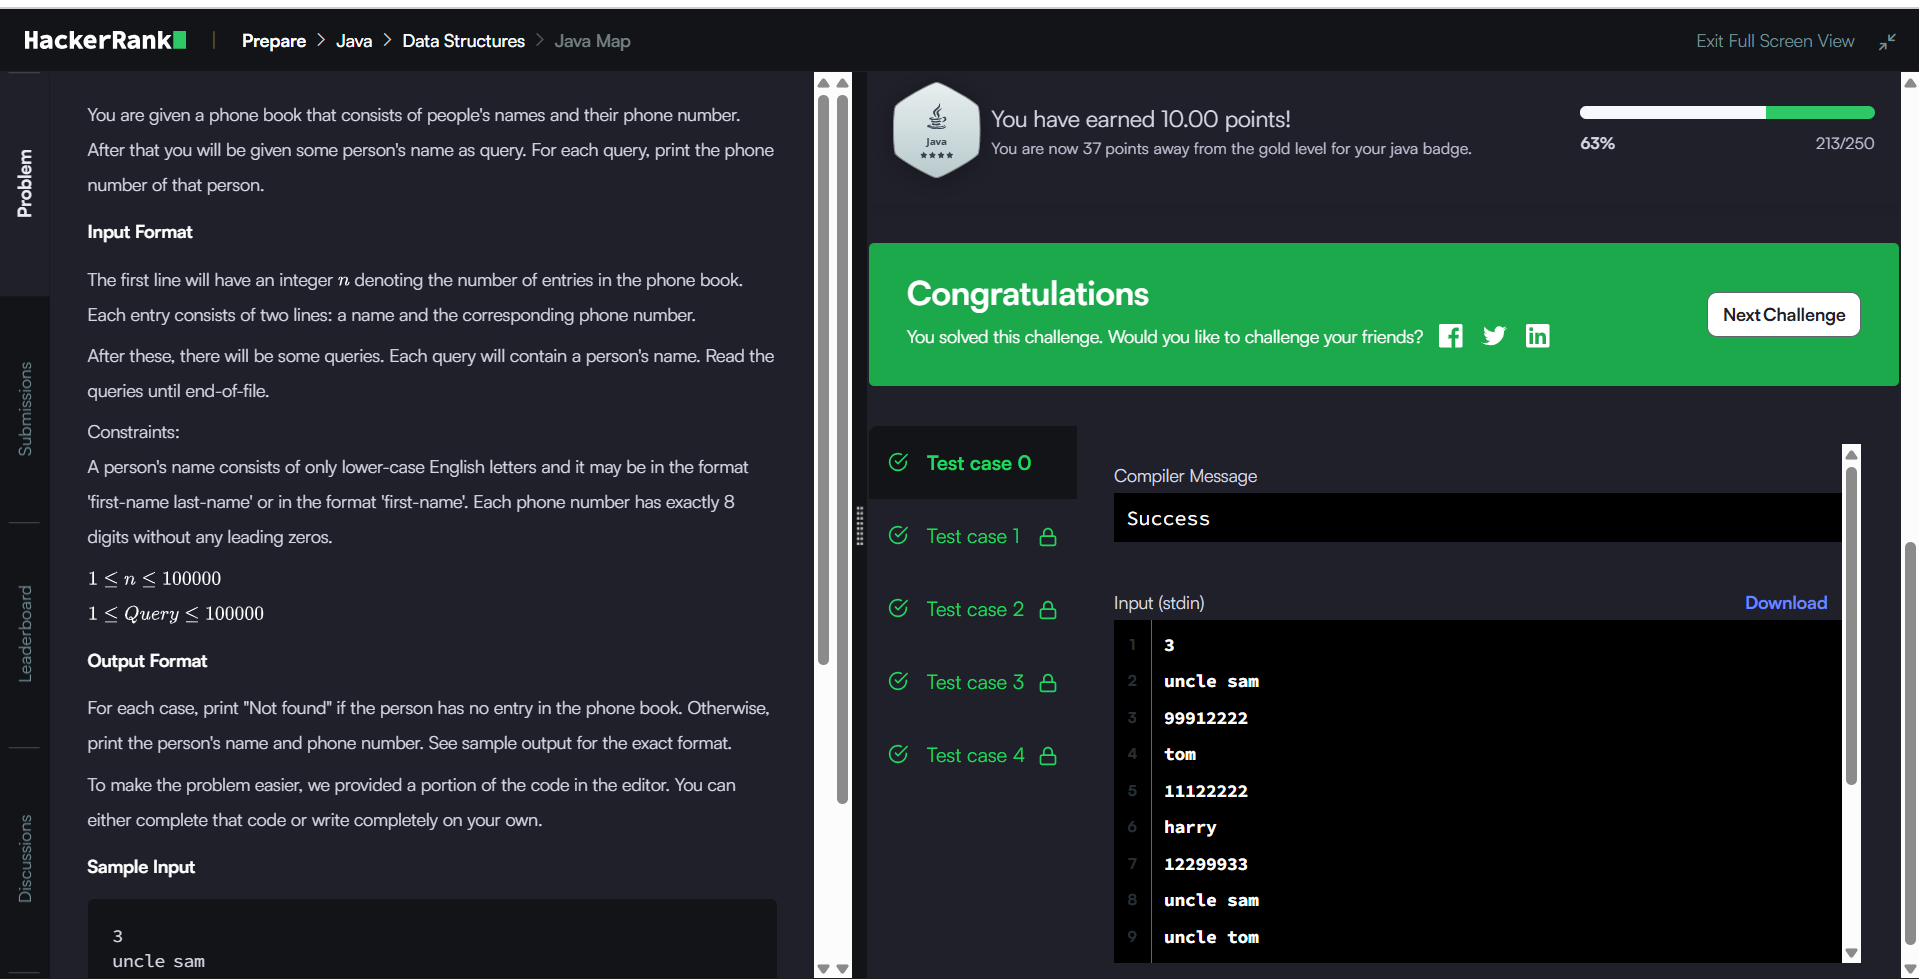 HackerRank
Prepare > Java > Data Structures > Java Map
Exit Full Screen View
Problem
Submissions
Leaderboard
Discussions
You are given a phone book that consists of people's names and their phone number.
After that you will be given some person's name as query. For each query, print the phone
number of that person.
Input Format
The first line will have an integer n denoting the number of entries in the phone book.
Each entry consists of two lines: a name and the corresponding phone number.
After these, there will be some queries. Each query will contain a person's name. Read the
queries until end-of-file.
Constraints:
A person's name consists of only lower-case English letters and it may be in the format
'first-name last-name' or in the format 'first-name'. Each phone number has exactly 8
digits without any leading zeros.
1 ≤ n ≤ 100000
1 ≤ Query ≤ 100000
Output Format
For each case, print "Not found" if the person has no entry in the phone book. Otherwise,
print the person's name and phone number. See sample output for the exact format.
To make the problem easier, we provided a portion of the code in the editor. You can
either complete that code or write completely on your own.
Sample Input
3
uncle sam
Java
You have earned 10.00 points!
You are now 37 points away from the gold level for your java badge.
63%
213/250
Congratulations
You solved this challenge. Would you like to challenge your friends?
Next Challenge
Test case 0
Test case 1
Test case 2
Test case 3
Test case 4
Compiler Message
Success
Input (stdin)
Download
1 3
2 uncle sam
3 99912222
4 tom
5 11122222
6 harry
7 12299933
8 uncle sam
9 uncle tom